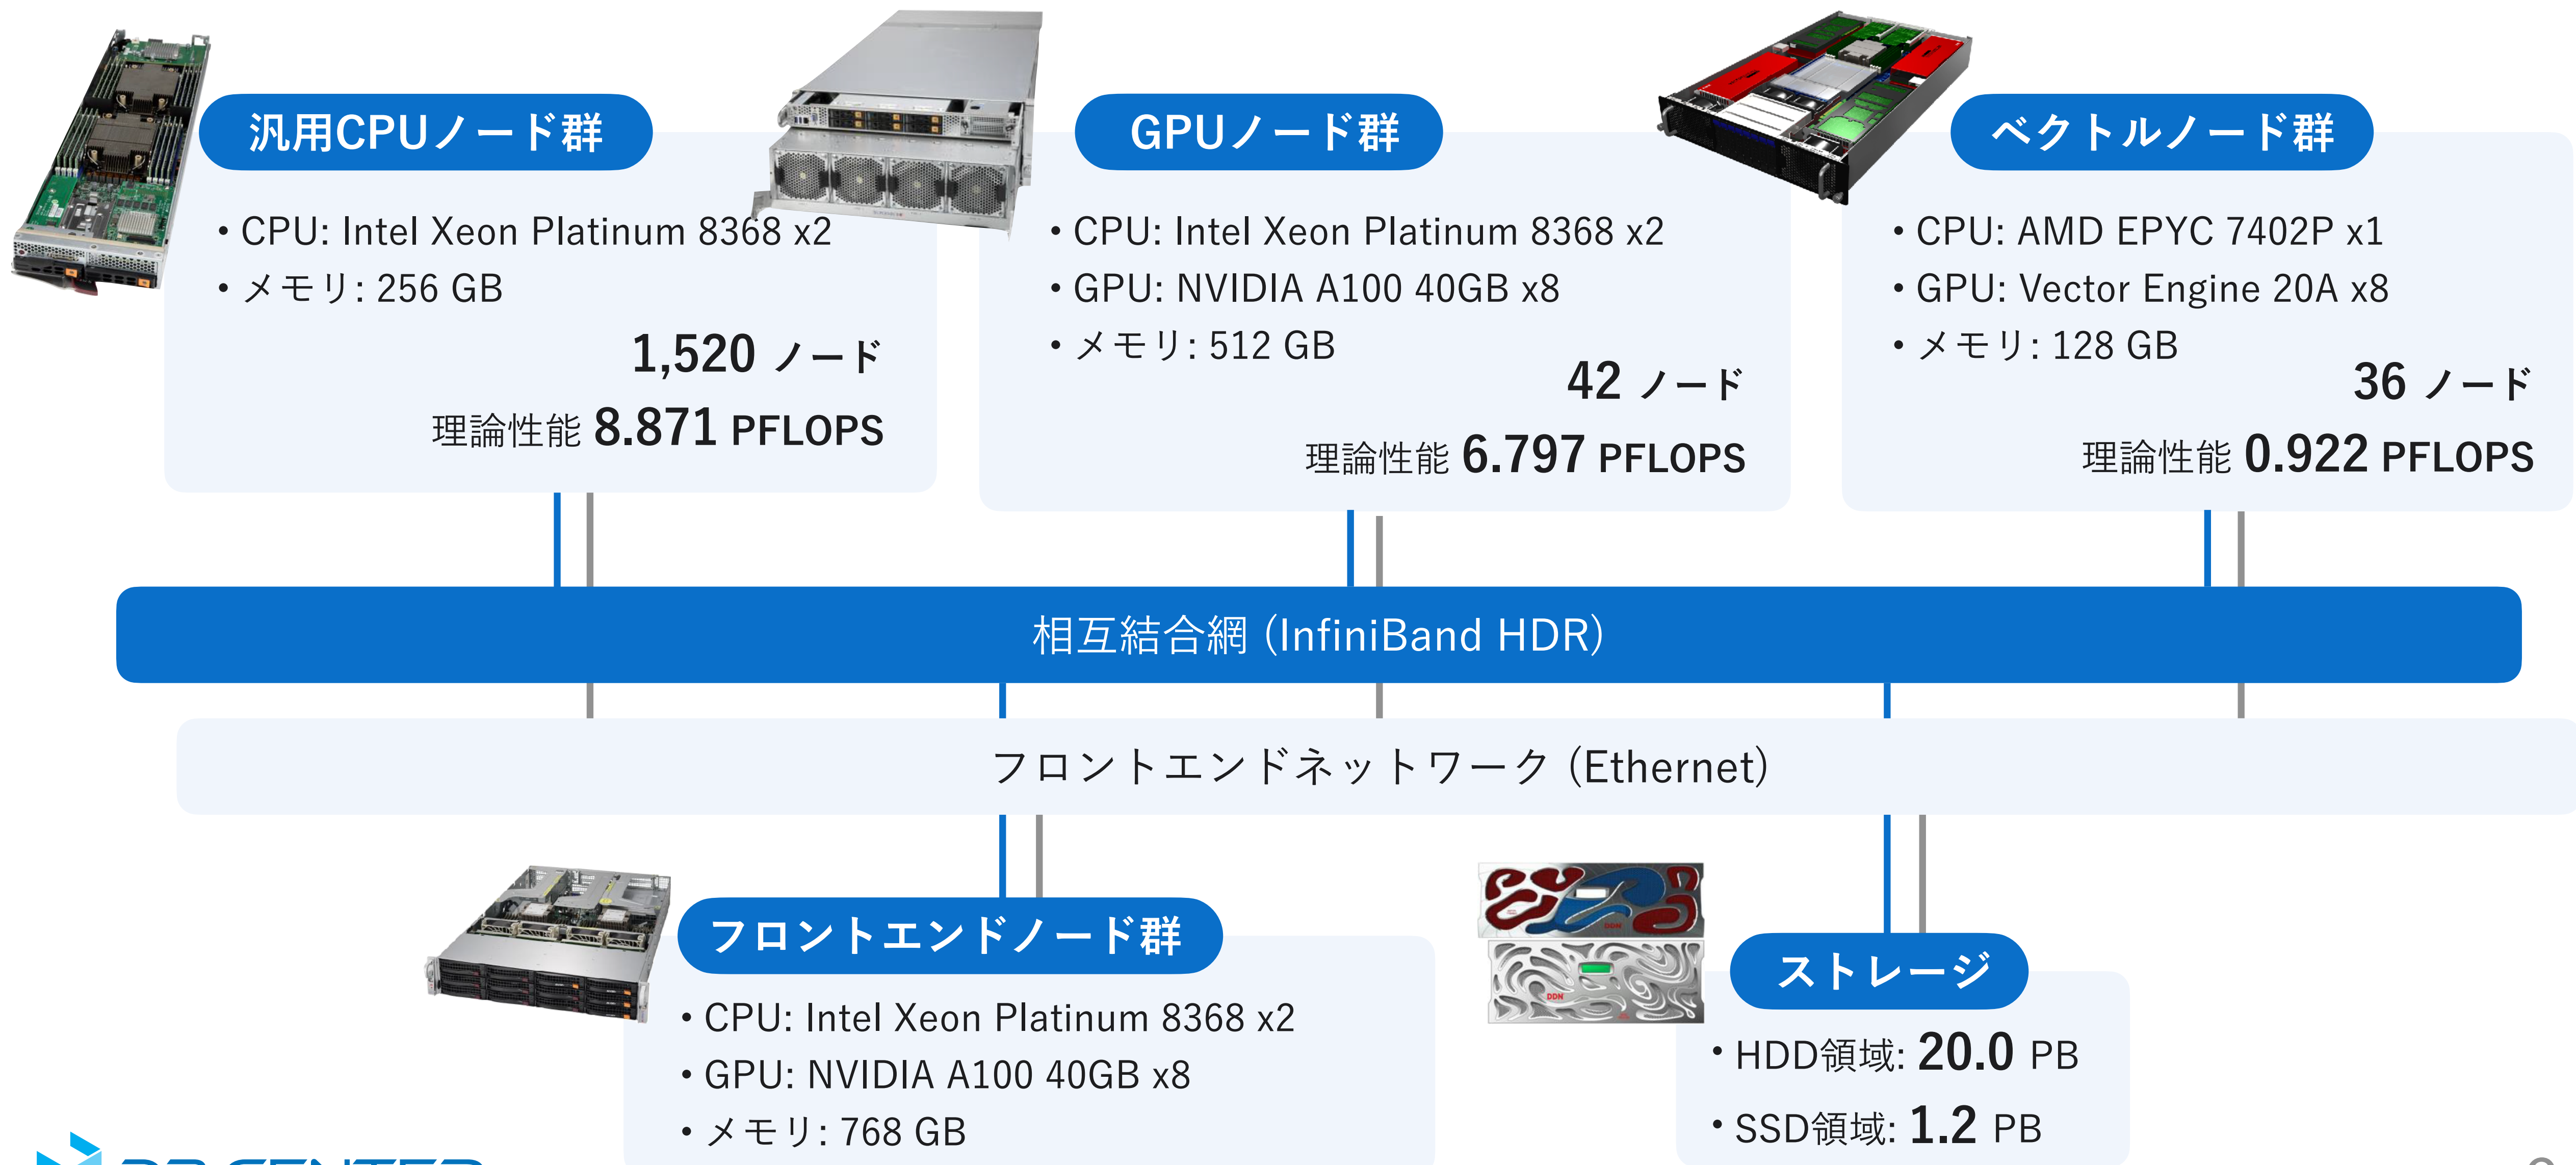 汎用CPUノード群
• CPU: Intel Xeon Platinum 8368 x2
• メモリ: 256 GB
1,520 ノード
理論性能 8.871 PFLOPS
GPUノード群
• CPU: Intel Xeon Platinum 8368 x2
• GPU: NVIDIA A100 40GB x8
• メモリ: 512 GB
42 ノード
理論性能 6.797 PFLOPS
ベクトルノード群
• CPU: AMD EPYC 7402P x1
• GPU: Vector Engine 20A x8
• メモリ: 128 GB
36 ノード
理論性能 0.922 PFLOPS
相互結合網 (InfiniBand HDR)
フロントエンドネットワーク (Ethernet)
フロントエンドノード群
• CPU: Intel Xeon Platinum 8368 x2
• GPU: NVIDIA A100 40GB x8
• メモリ: 768 GB
DDN
DDN
ストレージ
• HDD領域: 20.0 PB
• SSD領域: 1.2 PB